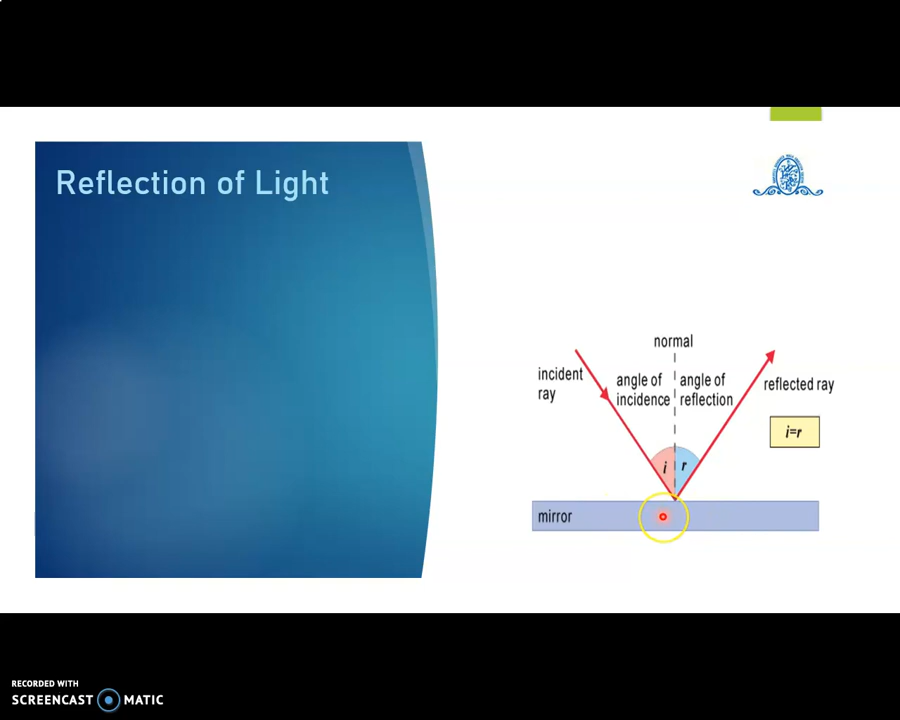 Reflection of Light
normal
incident
ray
angle of
incidence
angle of
reflection
reflected ray
i=r
i
r
mirror
RECORDED WITH
SCREENCAST MATIC